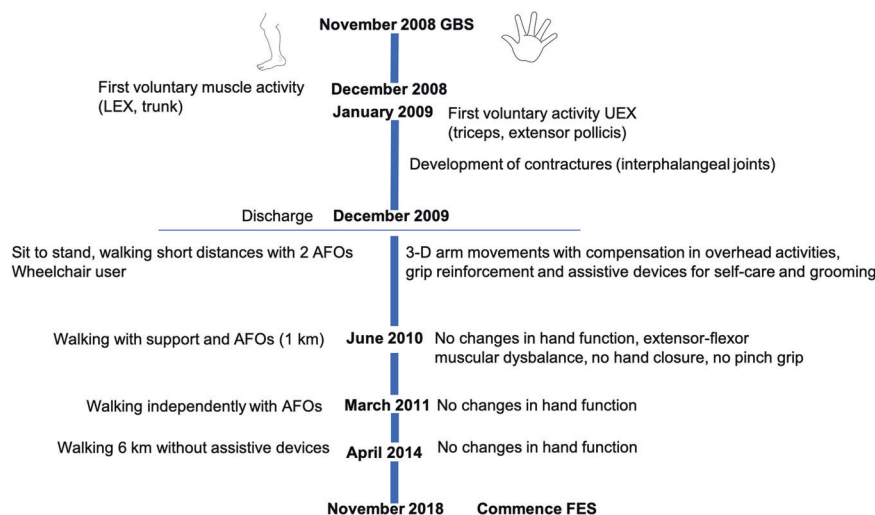 November 2008 GBS
First voluntary muscle activity
(LEX, trunk)
December 2008
January 2009
First voluntary activity UEX
(triceps, extensor pollicis)
Development of contractures (interphalangeal joints)
Discharge
December 2009
Sit to stand, walking short distances with 2 AFOs
Wheelchair user
3-D arm movements with compensation in overhead activities,
grip reinforcement and assistive devices for self-care and grooming
Walking with support and AFOs (1 km)
June 2010
No changes in hand function, extensor-flexor
muscular dysbalance, no hand closure, no pinch grip
Walking independently with AFOs
March 2011
No changes in hand function
Walking 6 km without assistive devices
April 2014
No changes in hand function
November 2018
Commence FES